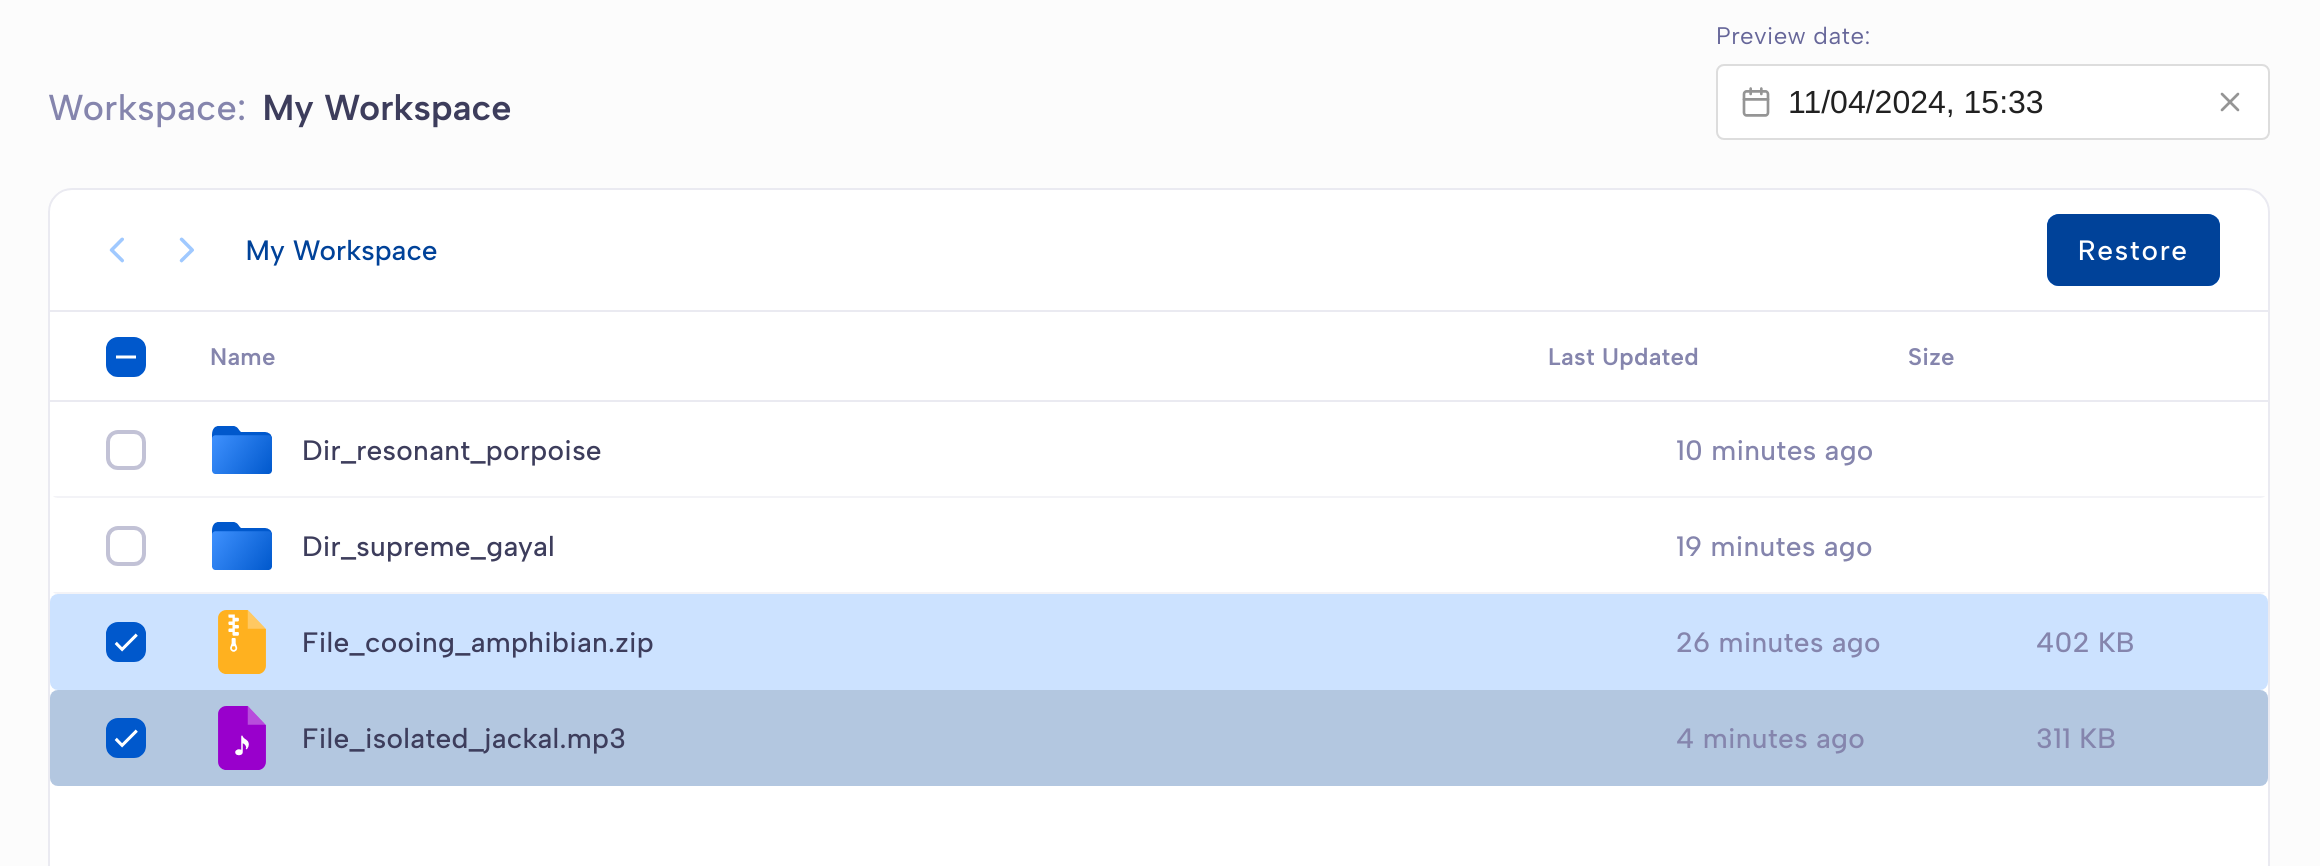 Preview date:
Workspace: My Workspace
11/04/2024, 15:33
My Workspace
Restore
Name Last Updated Size
Dir_resonant_porpoise 10 minutes ago
Dir_supreme_gayal 19 minutes ago
File_cooing_amphibian.zip 26 minutes ago 402 KB
File_isolated_jackal.mp3 4 minutes ago 311 KB